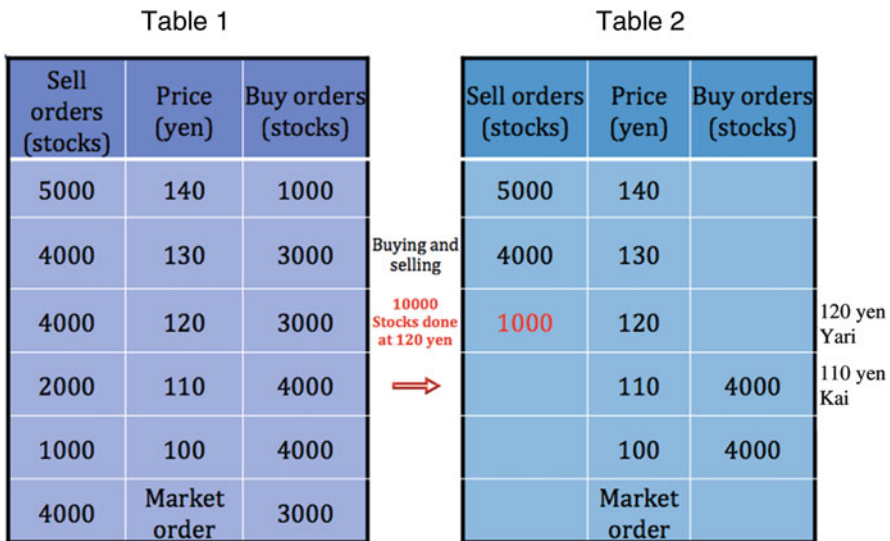 Table 1
Sell
orders
(stocks)
Price
(yen)
Buy orders
(stocks)
5000 140 1000
4000 130 3000
4000 120 3000
2000 110 4000
1000 100 4000
4000 Market
order 3000
Buying and
selling
10000
Stocks done
at 120 yen
Table 2
Sell orders
(stocks)
Price
(yen)
Buy orders
(stocks)
5000 140
4000 130
1000 120
110 4000
100 4000
Market
order
120 yen
Yari
110 yen
Kai